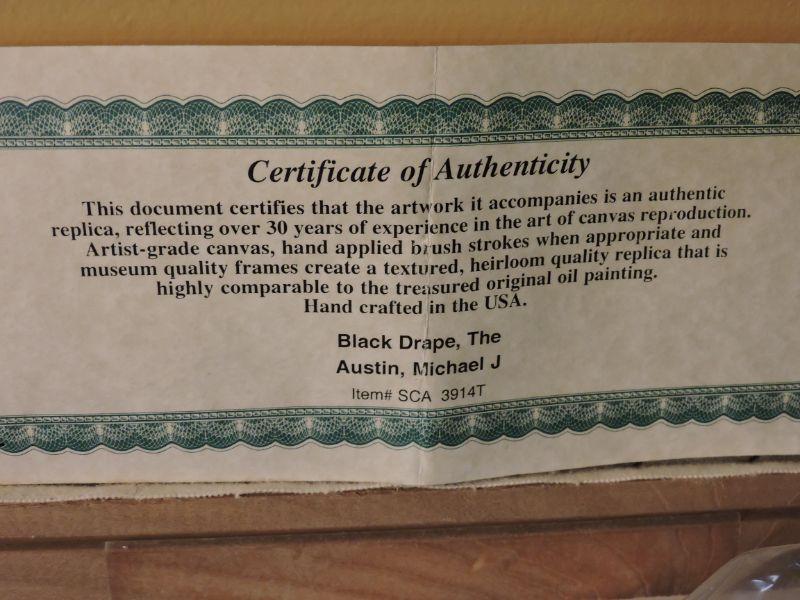 Certificate of Authenticity
This document certifies that the artwork it accompanies is an authentic
replica, reflecting over 30 years of experience in the art of canvas reproduction.
Artist-grade canvas, hand applied brush strokes when appropriate and
museum quality frames create a textured, heirloom quality replica that is
highly comparable to the treasured original oil painting.
Hand crafted in the USA.
Black Drape, The
Austin, Michael J
Item# SCA 3914T